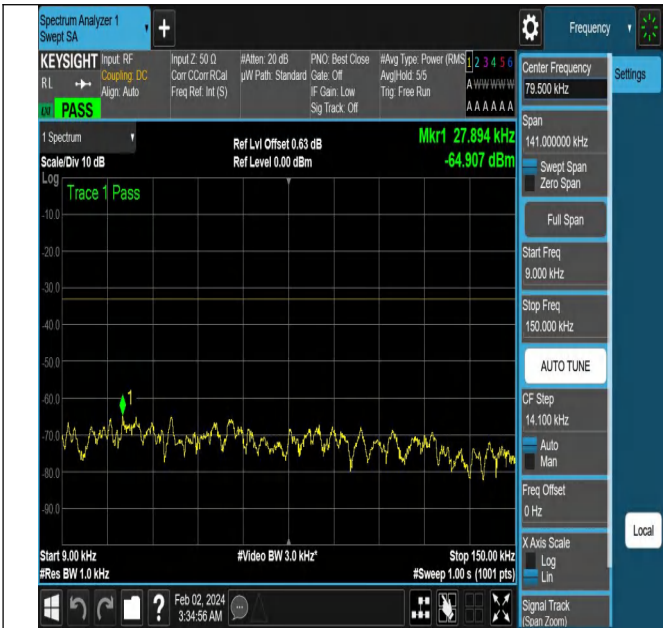 Spectrum Analyzer 1
Swept SA
Frequency
KEYSIGHT
Input: RF
Coupling: DC
Align: Auto
RL
PASS
Input Z: 50 Ω
Corr CCorr RCal
Freq Ref: Int (S)
#Atten: 20 dB
µW Path: Standard
PNO: Best Close
Gate: Off
IF Gain: Low
Sig Track: Off
#Avg Type: Power (RMS
Avg|Hold: 5/5
Trig: Free Run
1 2 3 4 5 6
A W W W W W
A A A A A A
Center Frequency
79.500 kHz
Settings
1 Spectrum
Scale/Div 10 dB
Ref Lvl Offset 0.63 dB
Ref Level 0.00 dBm
Mkr1 27.894 kHz
-64.907 dBm
Span
141.000000 kHz
Swept Span
Zero Span
Full Span
Log
Trace 1 Pass
-10.0
-20.0
-30.0
-40.0
-50.0
-60.0
-70.0
-80.0
-90.0
1
Start Freq
9.000 kHz
Stop Freq
150.000 kHz
AUTO TUNE
CF Step
14.100 kHz
Auto
Man
Freq Offset
0 Hz
X Axis Scale
Log
Lin
Local
Signal Track
(Span Zoom)
Start 9.00 kHz
#Video BW 3.0 kHz*
Stop 150.00 kHz
#Res BW 1.0 kHz
#Sweep 1.00 s (1001 pts)
?
Feb 02, 2024
3:34:56 AM